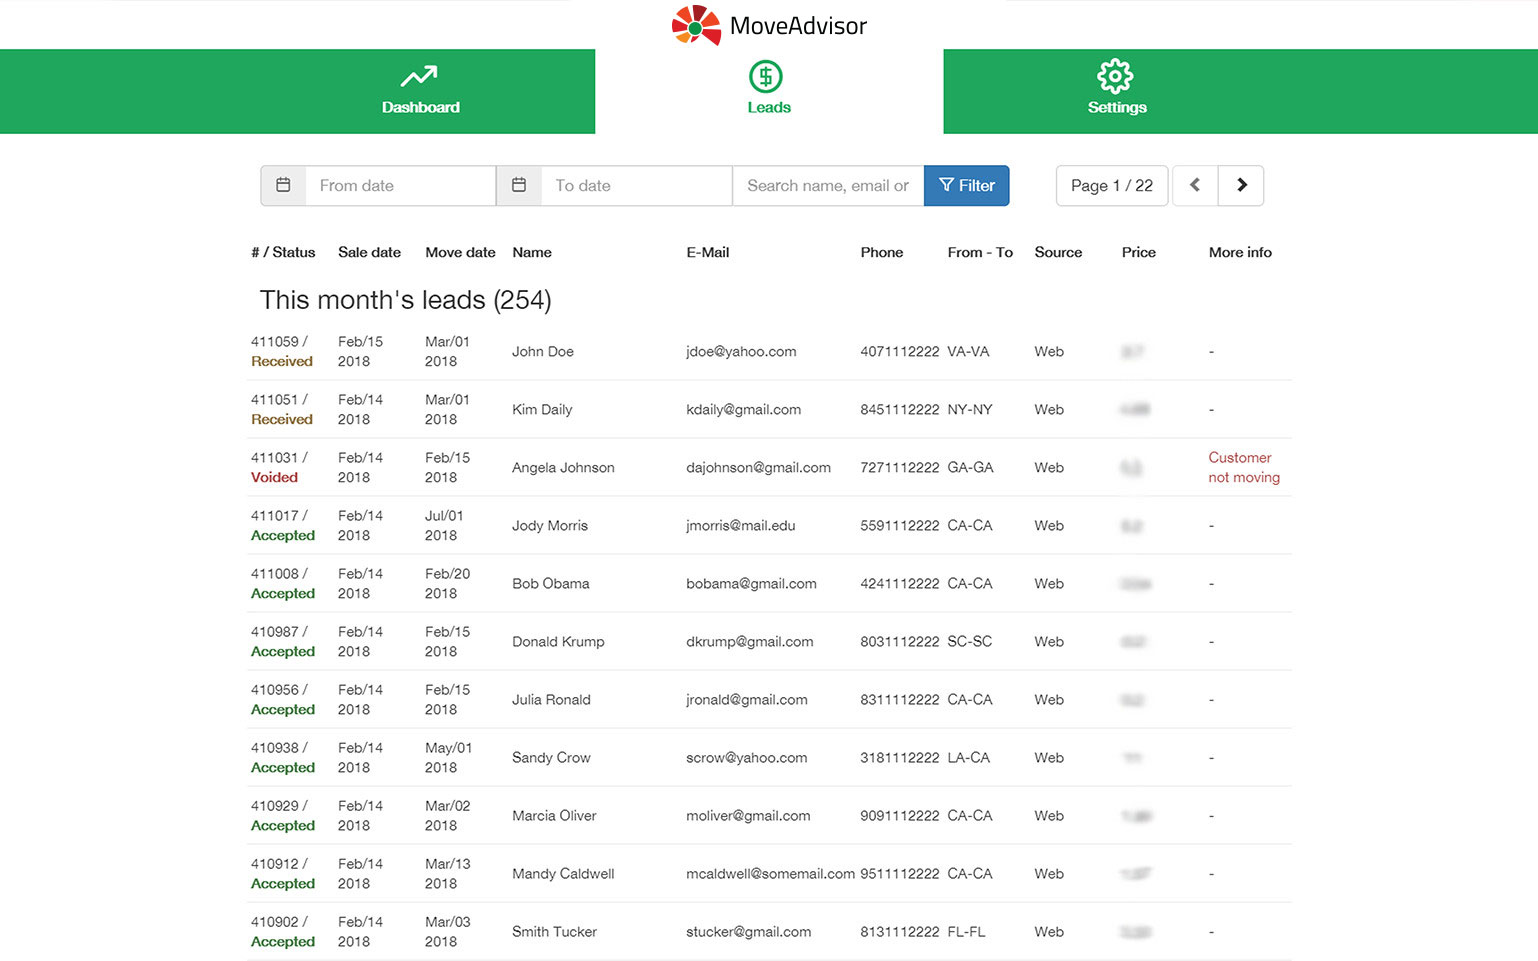 MoveAdvisor
Dashboard
Leads
Settings
From date To date Search name, email or Filter Page 1 / 22
# / Status Sale date Move date Name E-Mail Phone From - To Source Price More info
This month's leads (254)
411059 / Feb/15 Mar/01
John Doe jdoe@yahoo.com 4071112222 VA-VA Web -
Received 2018 2018
411051 / Feb/14 Mar/01
Kim Daily kdaily@gmail.com 8451112222 NY-NY Web -
Received 2018 2018
411031 / Feb/14 Feb/15 Customer
Angela Johnson dajohnson@gmail.com 7271112222 GA-GA Web
Voided 2018 2018 not moving
411017 / Feb/14 Jul/01
Jody Morris jmorris@mail.edu 5591112222 CA-CA Web -
Accepted 2018 2018
411008 / Feb/14 Feb/20
Bob Obama bobama@gmail.com 4241112222 CA-CA Web -
Accepted 2018 2018
410987 / Feb/14 Feb/15
Donald Krump dkrump@gmail.com 8031112222 SC-SC Web -
Accepted 2018 2018
410956 / Feb/14 Feb/15
Julia Ronald jronald@gmail.com 8311112222 CA-CA Web -
Accepted 2018 2018
410938 / Feb/14 May/01
Sandy Crow scrow@yahoo.com 3181112222 LA-CA Web -
Accepted 2018 2018
410929 / Feb/14 Mar/02
Marcia Oliver moliver@gmail.com 9091112222 CA-CA Web -
Accepted 2018 2018
410912 / Feb/14 Mar/13
Mandy Caldwell mcaldwell@somemail.com 9511112222 CA-CA Web -
Accepted 2018 2018
410902 / Feb/14 Mar/03
Smith Tucker stucker@gmail.com 8131112222 FL-FL Web -
Accepted 2018 2018